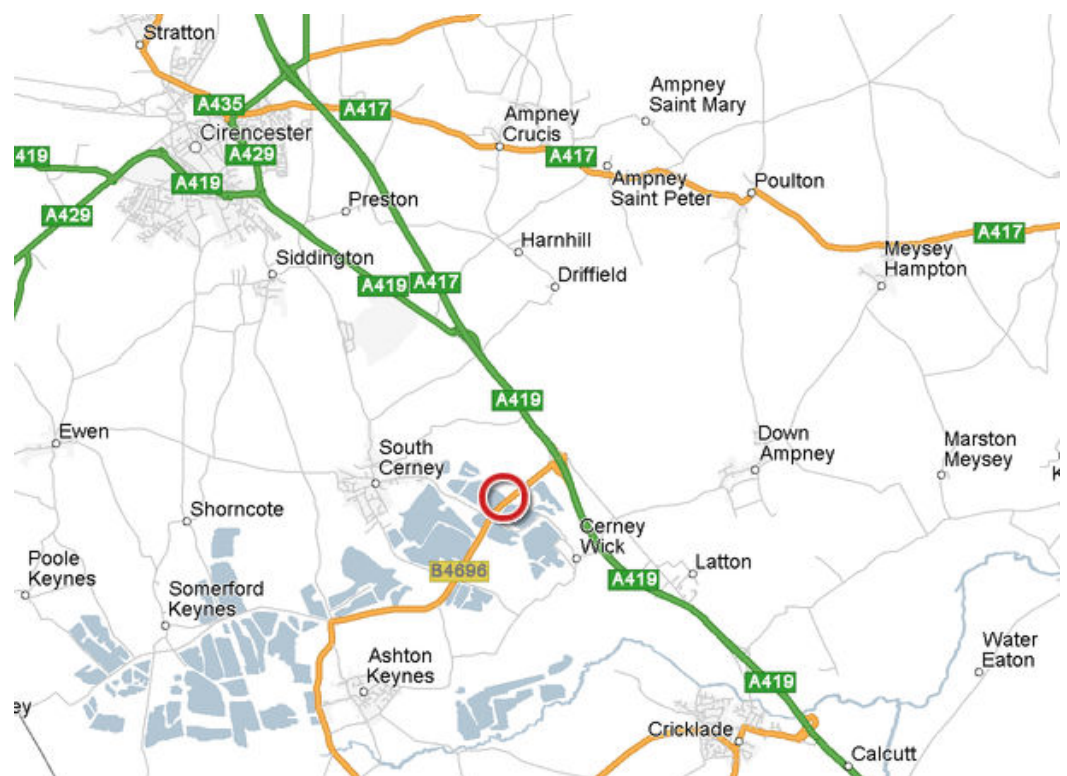 Stratton
A435
A417
Cirencester
A429
A419
A419
A429
Ampney
Saint Mary
Ampney
Crucis
A417
Ampney
Saint Peter
Poulton
Preston
A417
Harnhill
Meysey
Hampton
Siddington
Driffield
A419
A417
A419
Ewen
South
Cerney
Down
Ampney
Marston
Meysey
Shorncote
Cerney
Wick
Poole
Keynes
B4696
Latton
A419
Somerford
Keynes
Water
Eaton
Ashton
Keynes
A419
ey
Cricklade
Calcutt